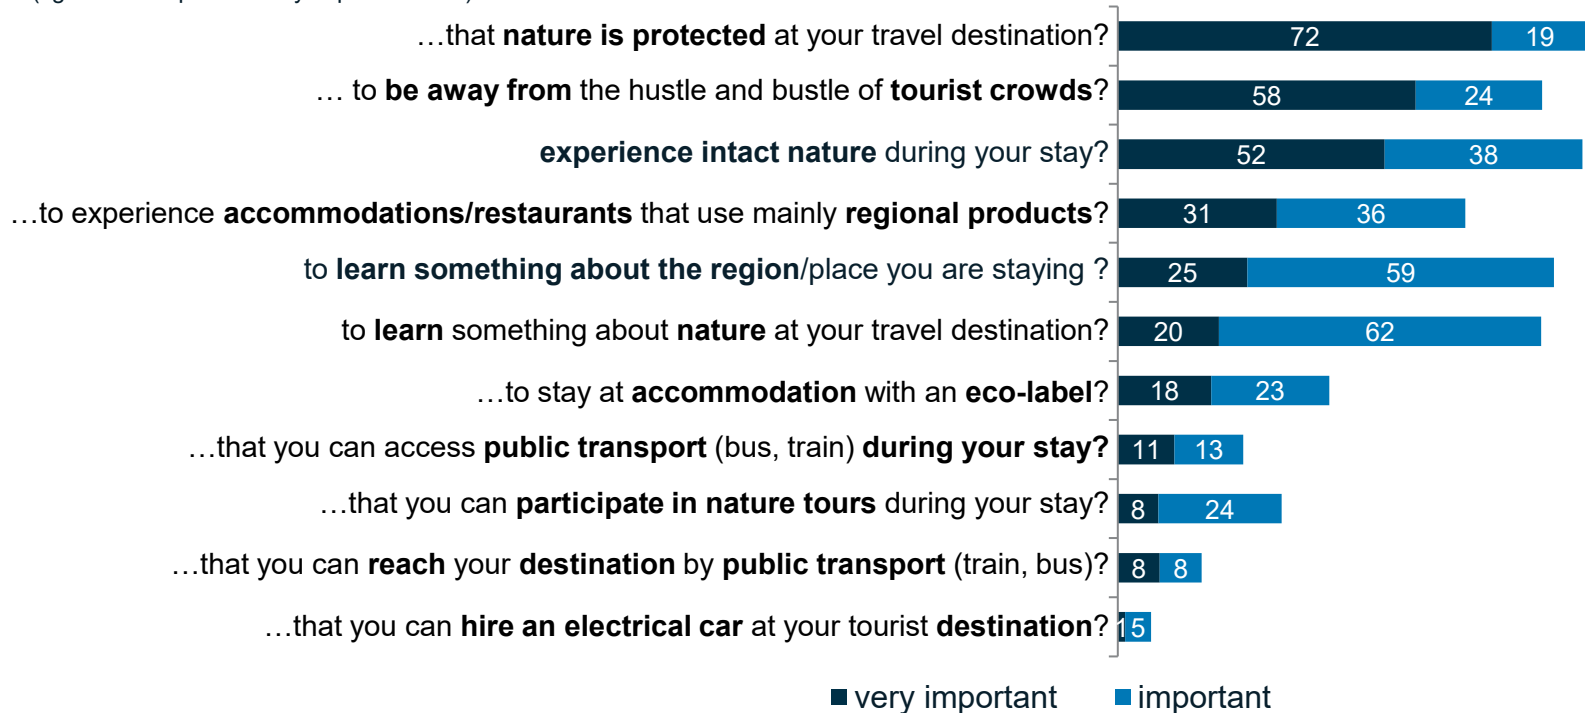 …that nature is protected at your travel destination? 72 19
… to be away from the hustle and bustle of tourist crowds? 58 24
experience intact nature during your stay? 52 38
…to experience accommodations/restaurants that use mainly regional products? 31 36
to learn something about the region/place you are staying ? 25 59
to learn something about nature at your travel destination? 20 62
…to stay at accommodation with an eco-label? 18 23
…that you can access public transport (bus, train) during your stay? 11 13
…that you can participate in nature tours during your stay? 8 24
…that you can reach your destination by public transport (train, bus)? 8 8
…that you can hire an electrical car at your tourist destination? 1 5
very important important